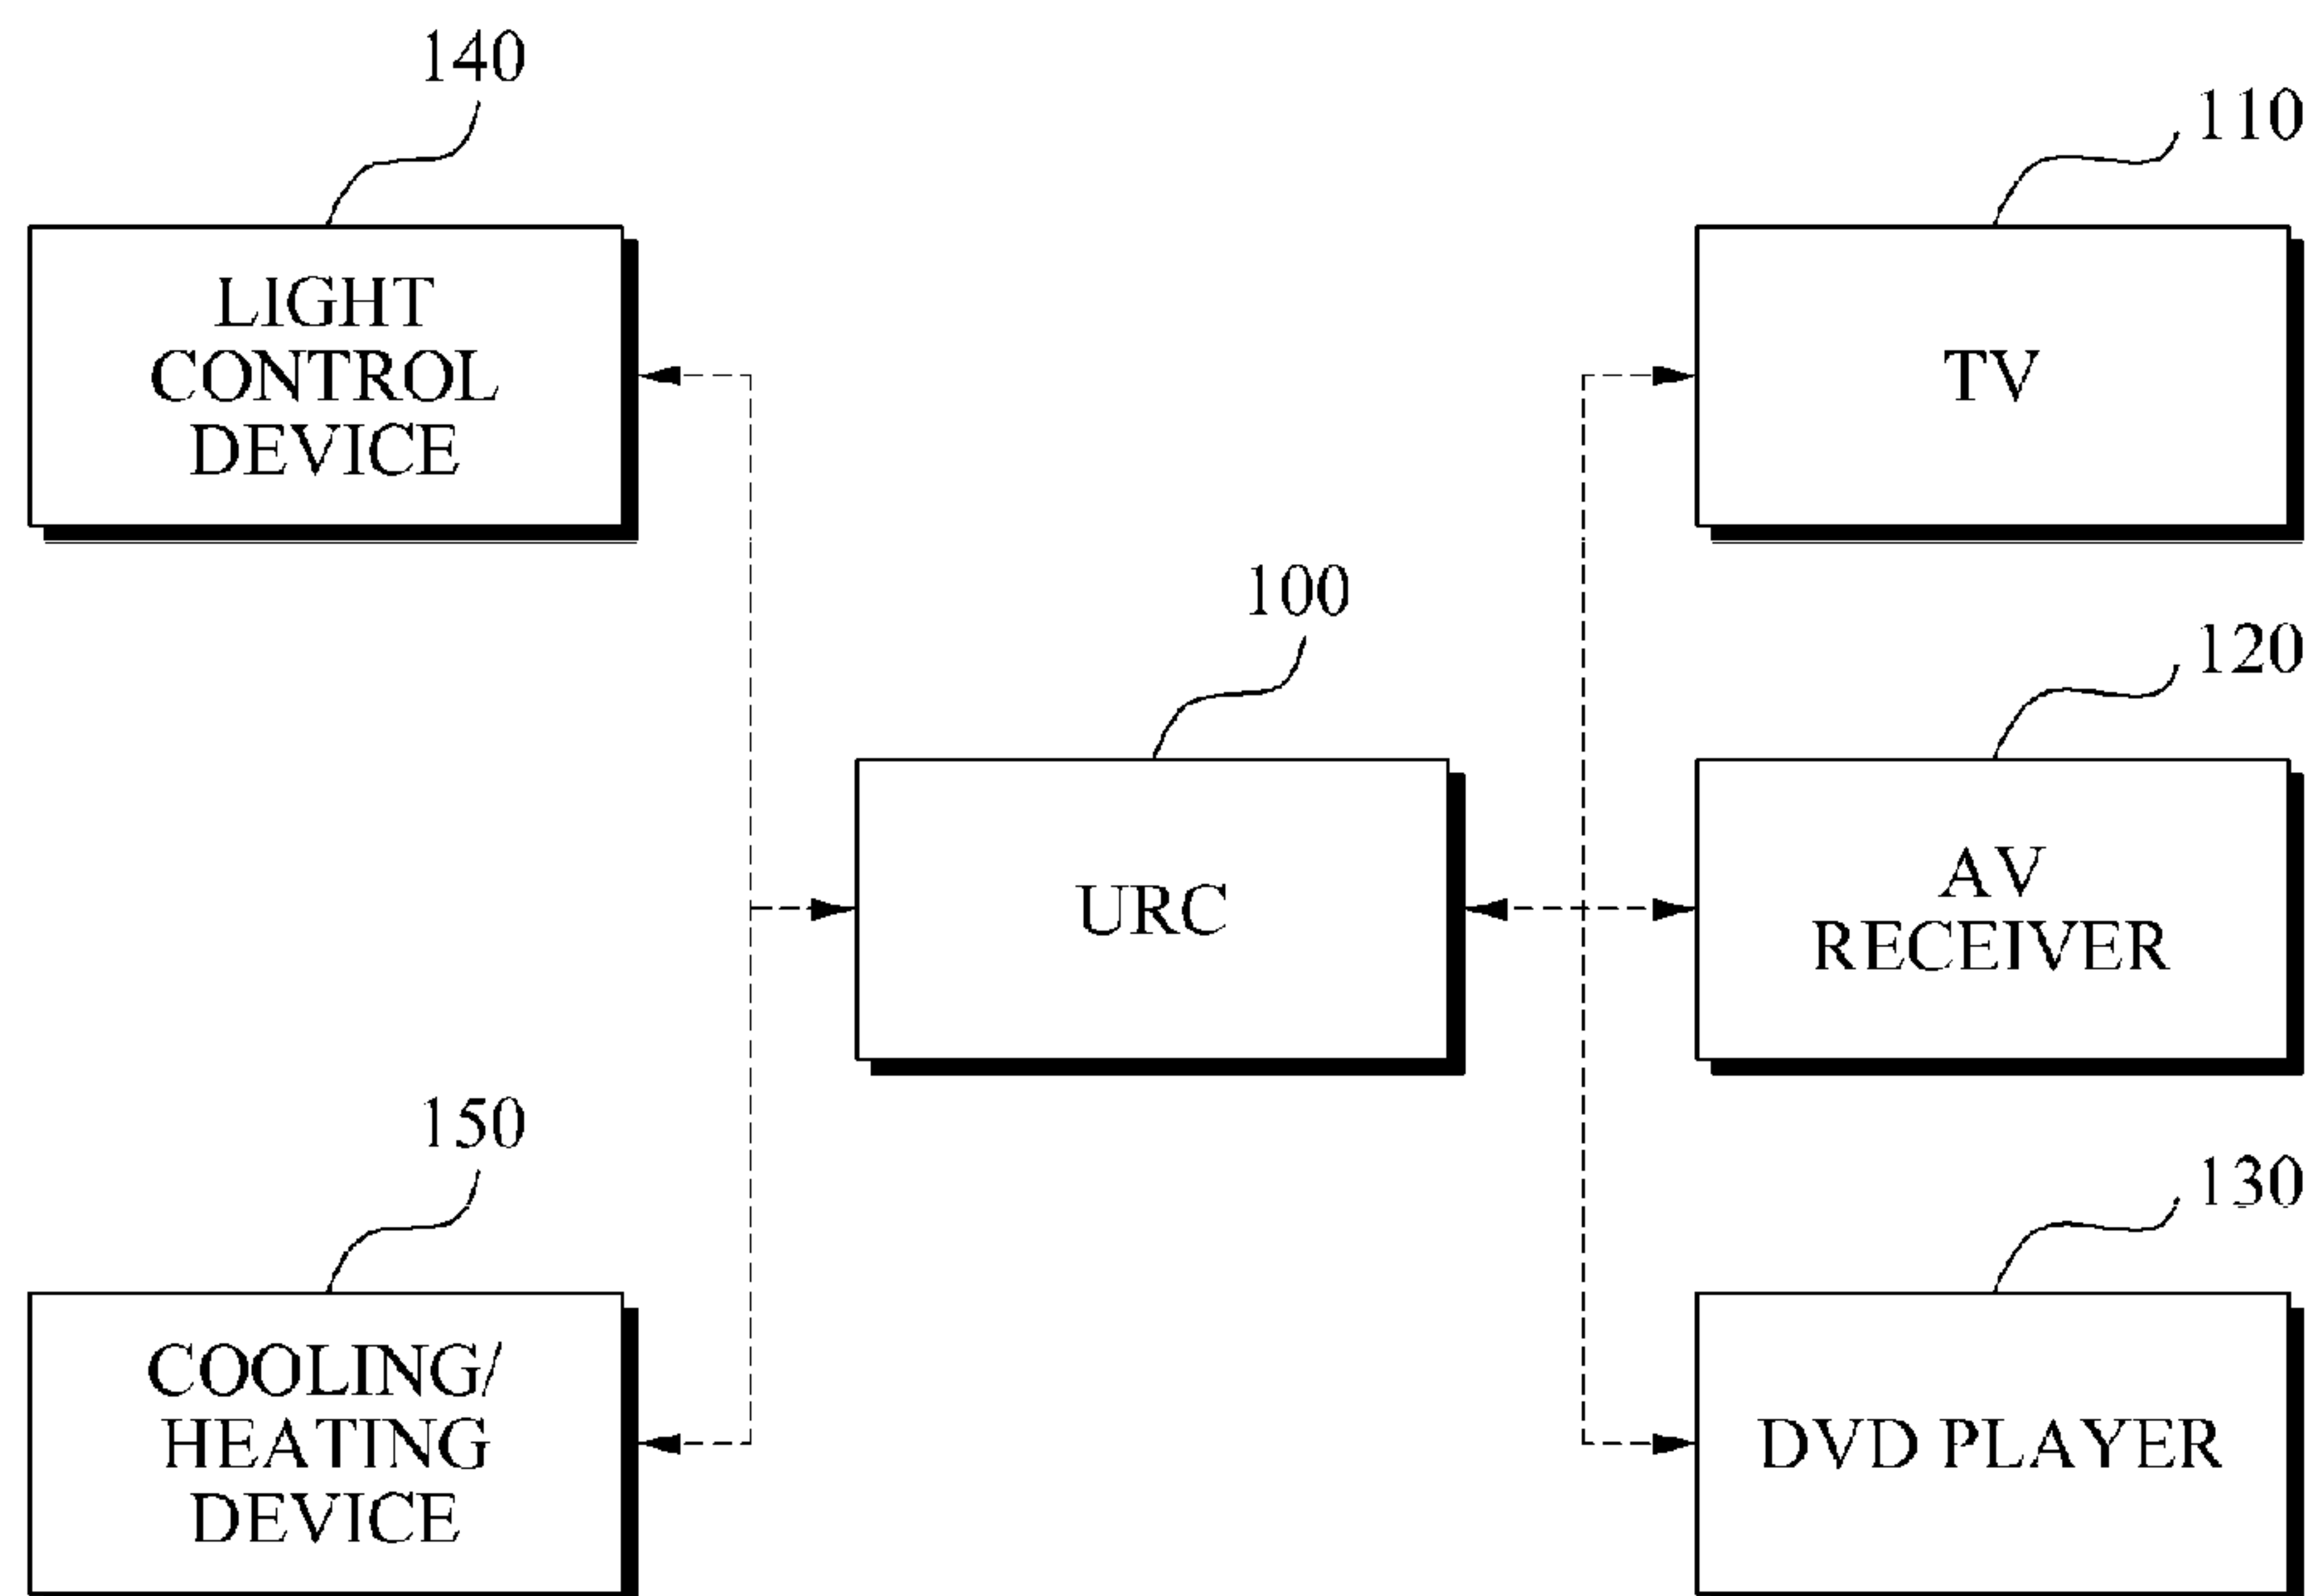 140
110
LIGHT
CONTROL
DEVICE
TV
100
120
URC
AV
RECEIVER
150
130
COOLING/
HEATING
DEVICE
DVD PLAYER